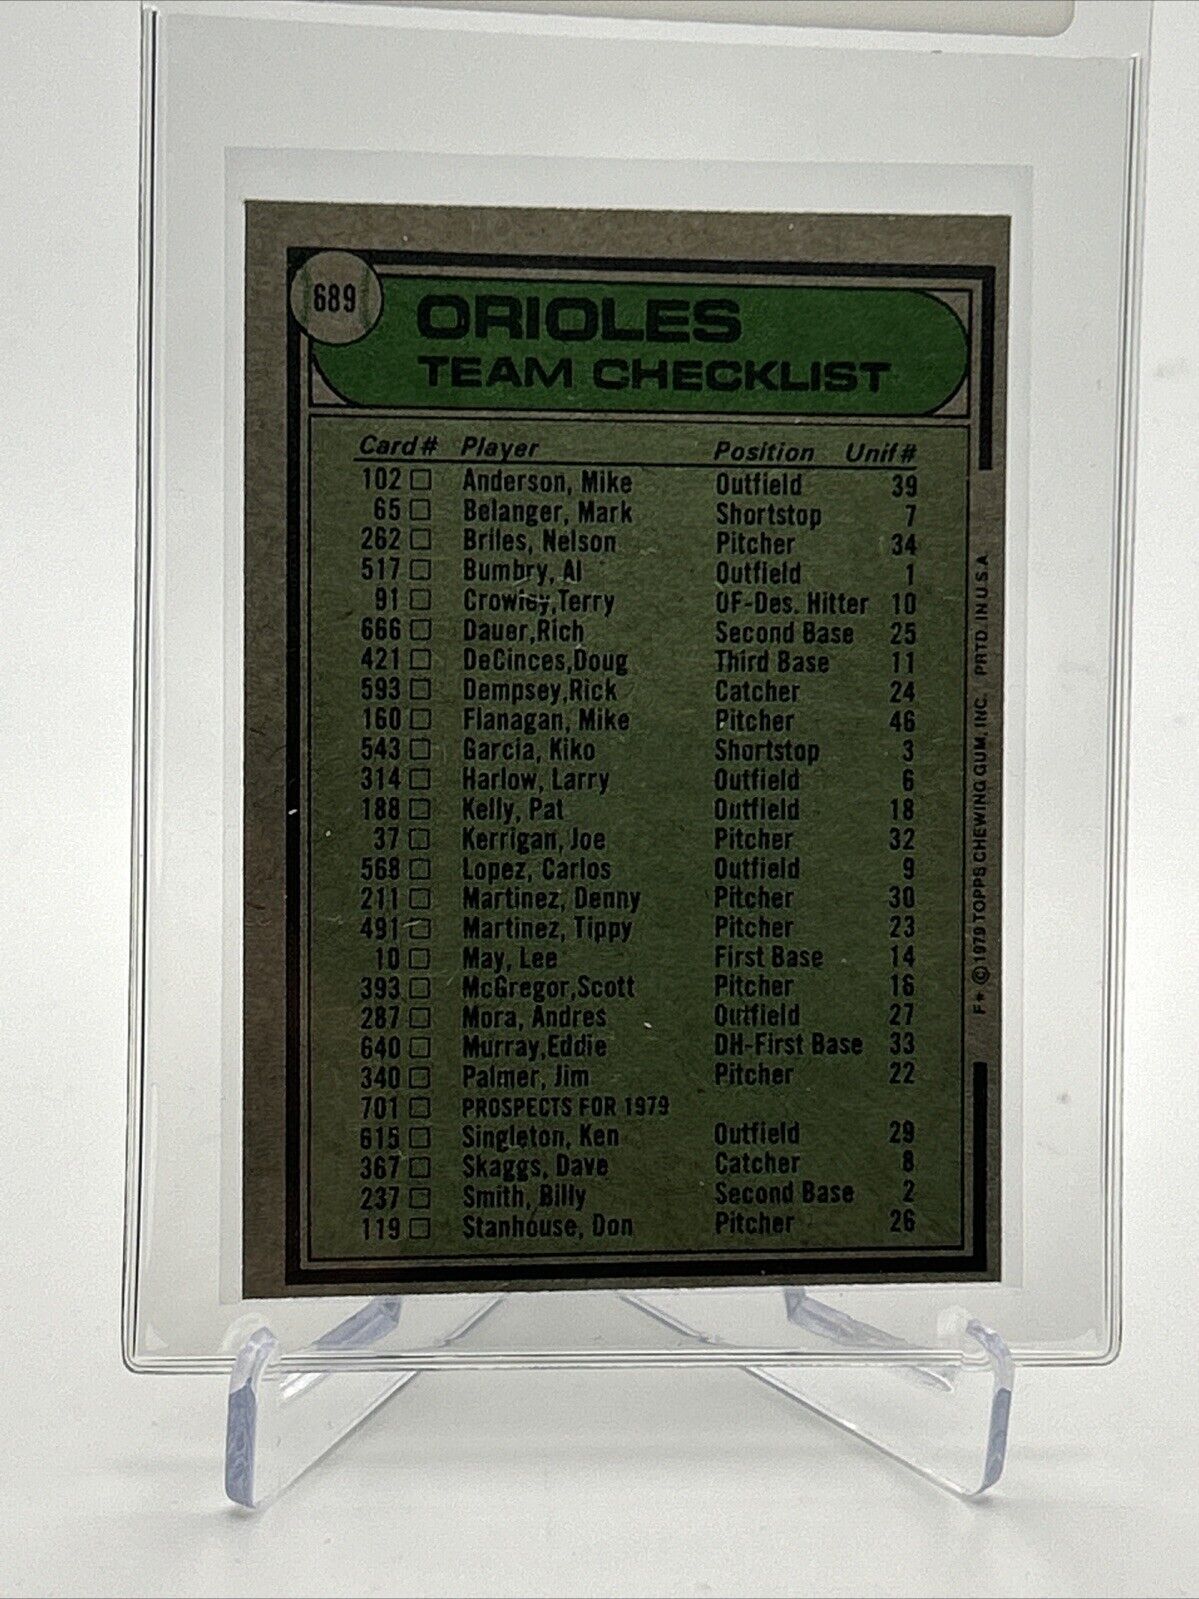 689
ORIOLES
TEAM CHECKLIST
Card# Player Position Unif#
102 □ Anderson, Mike Outfield 39
65 □ Belanger, Mark Shortstop 7
262 □ Briles, Nelson Pitcher 34
517 □ Bumbry, Al Outfield 1
91 □ Crowley,Terry OF-Des. Hitter 10
666 □ Dauer,Rich Second Base 25
421 □ DeCinces,Doug Third Base 11
593 □ Dempsey,Rick Catcher 24
160 □ Flanagan, Mike Pitcher 46
543 □ Garcia, Kiko Shortstop 3
314 □ Harlow, Larry Outfield 6
188 □ Kelly, Pat Outfield 18
37 □ Kerrigan, Joe Pitcher 32
568 □ Lopez, Carlos Outfield 9
211 □ Martinez, Denny Pitcher 30
491 □ Martinez, Tippy Pitcher 23
10 □ May, Lee First Base 14
393 □ McGregor,Scott Pitcher 16
287 □ Mora, Andres Outfield 27
640 □ Murray,Eddie DH-First Base 33
340 □ Palmer, Jim Pitcher 22
701 □ PROSPECTS FOR 1979
615 □ Singleton, Ken Outfield 29
367 □ Skaggs, Dave Catcher 8
237 □ Smith, Billy Second Base 2
119 □ Stanhouse, Don Pitcher 26
F* © 1979 TOPPS CHEWING GUM, INC. PRTD. IN U.S.A